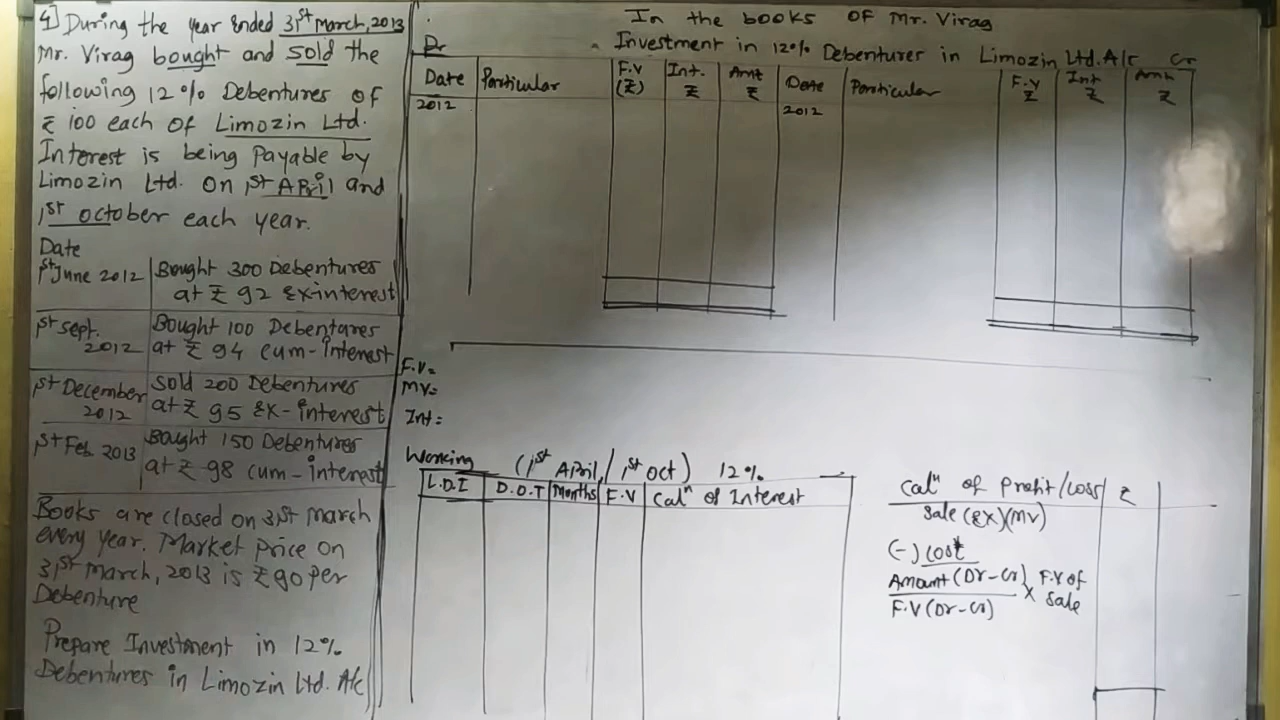 4] During the year Ended 31st March, 2013
Mr. Virag bought and sold the
following 12% Debentures of
₹ 100 each of Limozin Ltd.
Interest is being Payable by
Limozin Ltd. on 1st April and
1st October each year.
Date
1st June 2012 Bought 300 Debentures
at ₹ 92 Ex-interest
1st Sept. 2012 Bought 100 Debentures
at ₹ 94 cum-interest
1st December 2012 Sold 200 Debentures
at ₹ 95 Ex-interest
1st Feb. 2013 Bought 150 Debentures
at ₹ 98 cum-interest
Books are closed on 31st March
every year. Market Price on
31st March, 2013 is ₹ 90 per
Debenture
Prepare Investment in 12%
Debentures in Limozin Ltd. A/c
In the books of Mr. Virag
Investment in 12% Debentures in Limozin Ltd. A/c
Dr Cr
Date Particular F.V (₹) Int. ₹ Amt ₹ Date Particular F.V ₹ Int ₹ Amt ₹
2012 2012
F.V=
MV=
Int=
Working (1st April / 1st Oct) 12%
L.D.I D.O.T Months F.V Caln of Interest
Caln of Profit/Loss ₹
Sale (Ex)(MV)
(-) cost
Amount (Dr-Cr) × F.V of
F.V (Dr-Cr) Sale